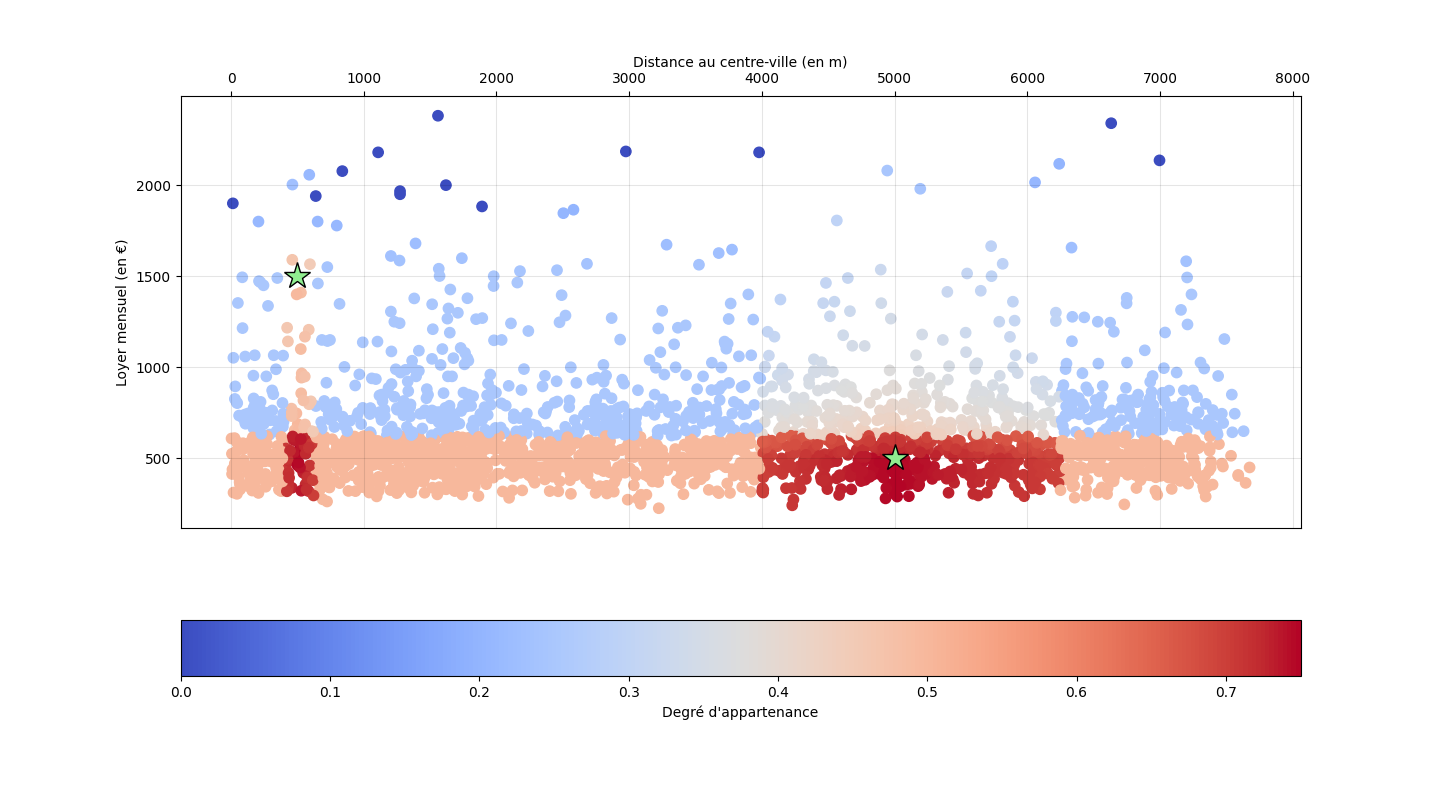 Distance au centre-ville (en m)
0 1000 2000 3000 4000 5000 6000 7000 8000
Loyer mensuel (en €)
2000
1500
1000
500
0.0 0.1 0.2 0.3 0.4 0.5 0.6 0.7
Degré d'appartenance